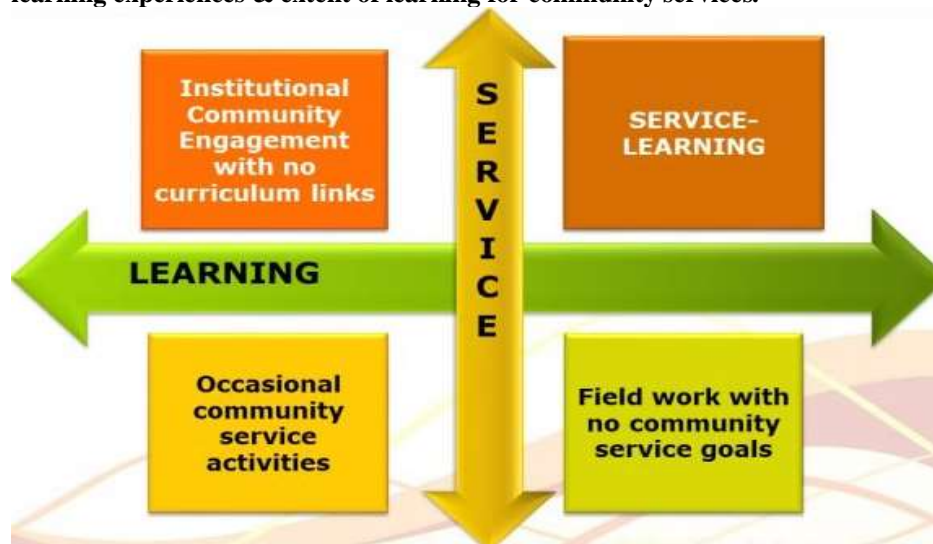 learning experiences & extent of learning for community services.
Institutional
Community
Engagement
with no
curriculum links
SERVICE
SERVICE-
LEARNING
LEARNING
Occasional
community
service
activities
Field work with
no community
service goals